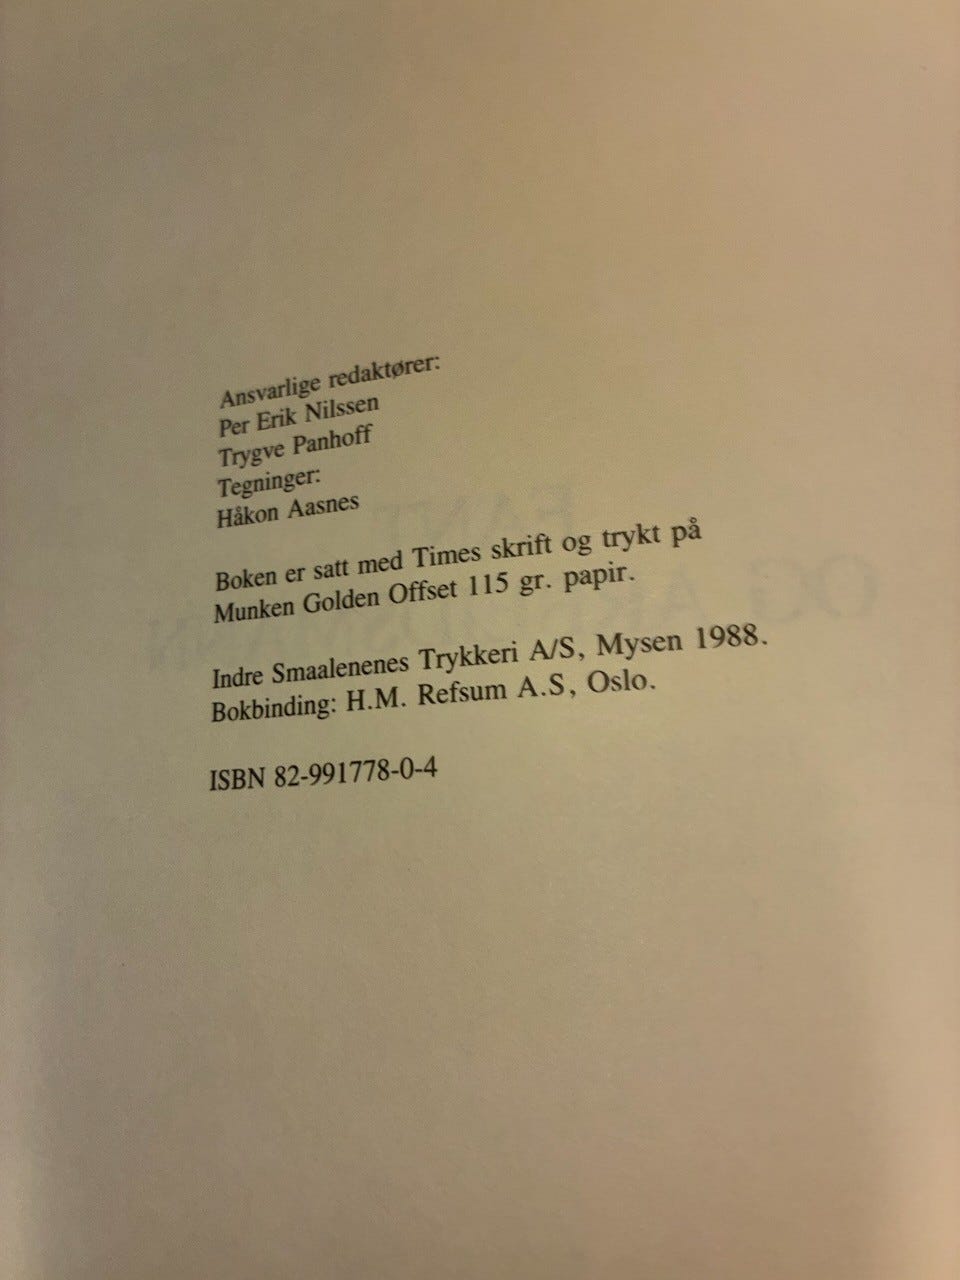 Ansvarlige redaktører:
Per Erik Nilssen
Trygve Panhoff
Tegninger:
Håkon Aasnes
Boken er satt med Times skrift og trykt på
Munken Golden Offset 115 gr. papir.
Indre Smaalenenes Trykkeri A/S, Mysen 1988.
Bokbinding: H.M. Refsum A.S, Oslo.
ISBN 82-991778-0-4